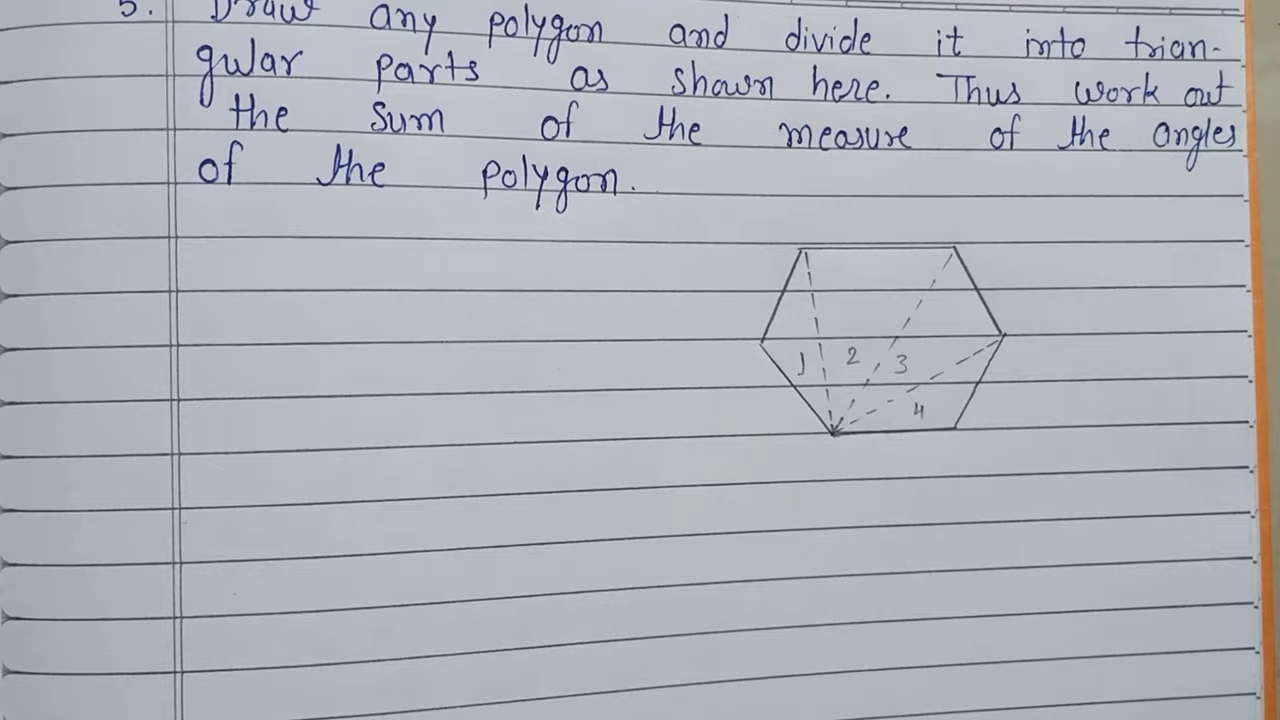 5. Draw any polygon and divide it into trian-
gular parts as shown here. Thus work out
the sum of the measure of the angles
of the polygon.
1 2 3
4